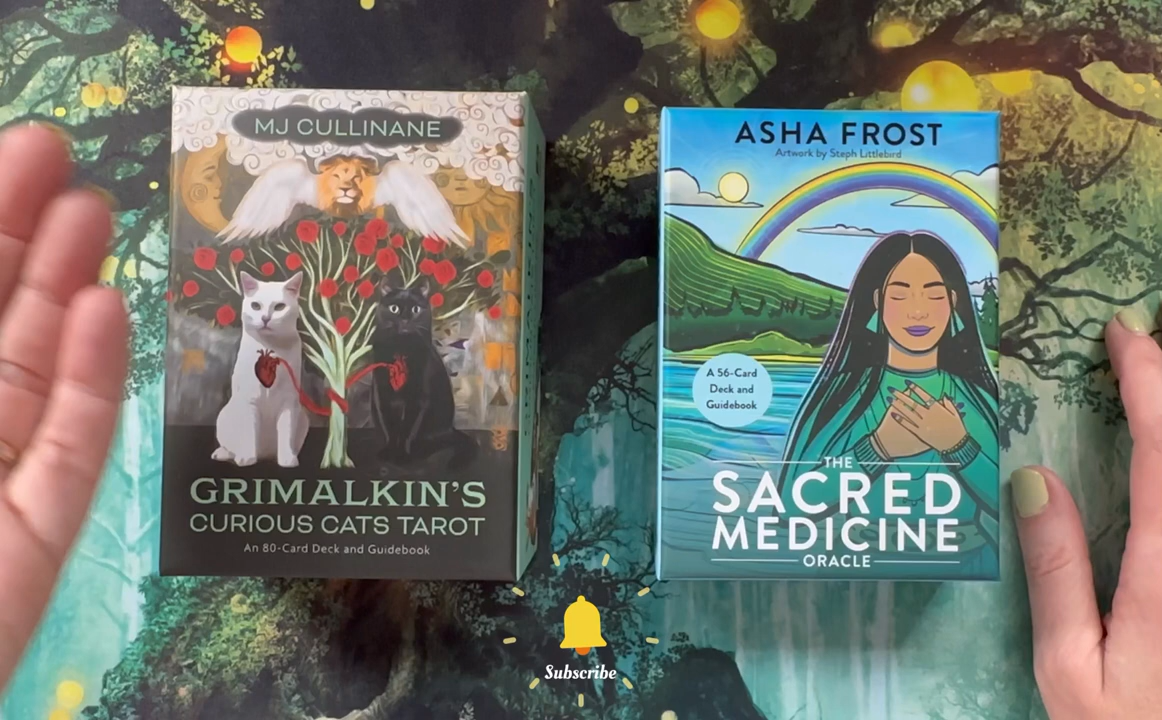 MJ CULLINANE
GRIMALKIN'S
CURIOUS CATS TAROT
An 80-Card Deck and Guidebook
ASHA FROST
Artwork by Steph Littlebird
A 56-Card
Deck and
Guidebook
THE
SACRED
MEDICINE
ORACLE
Subscribe